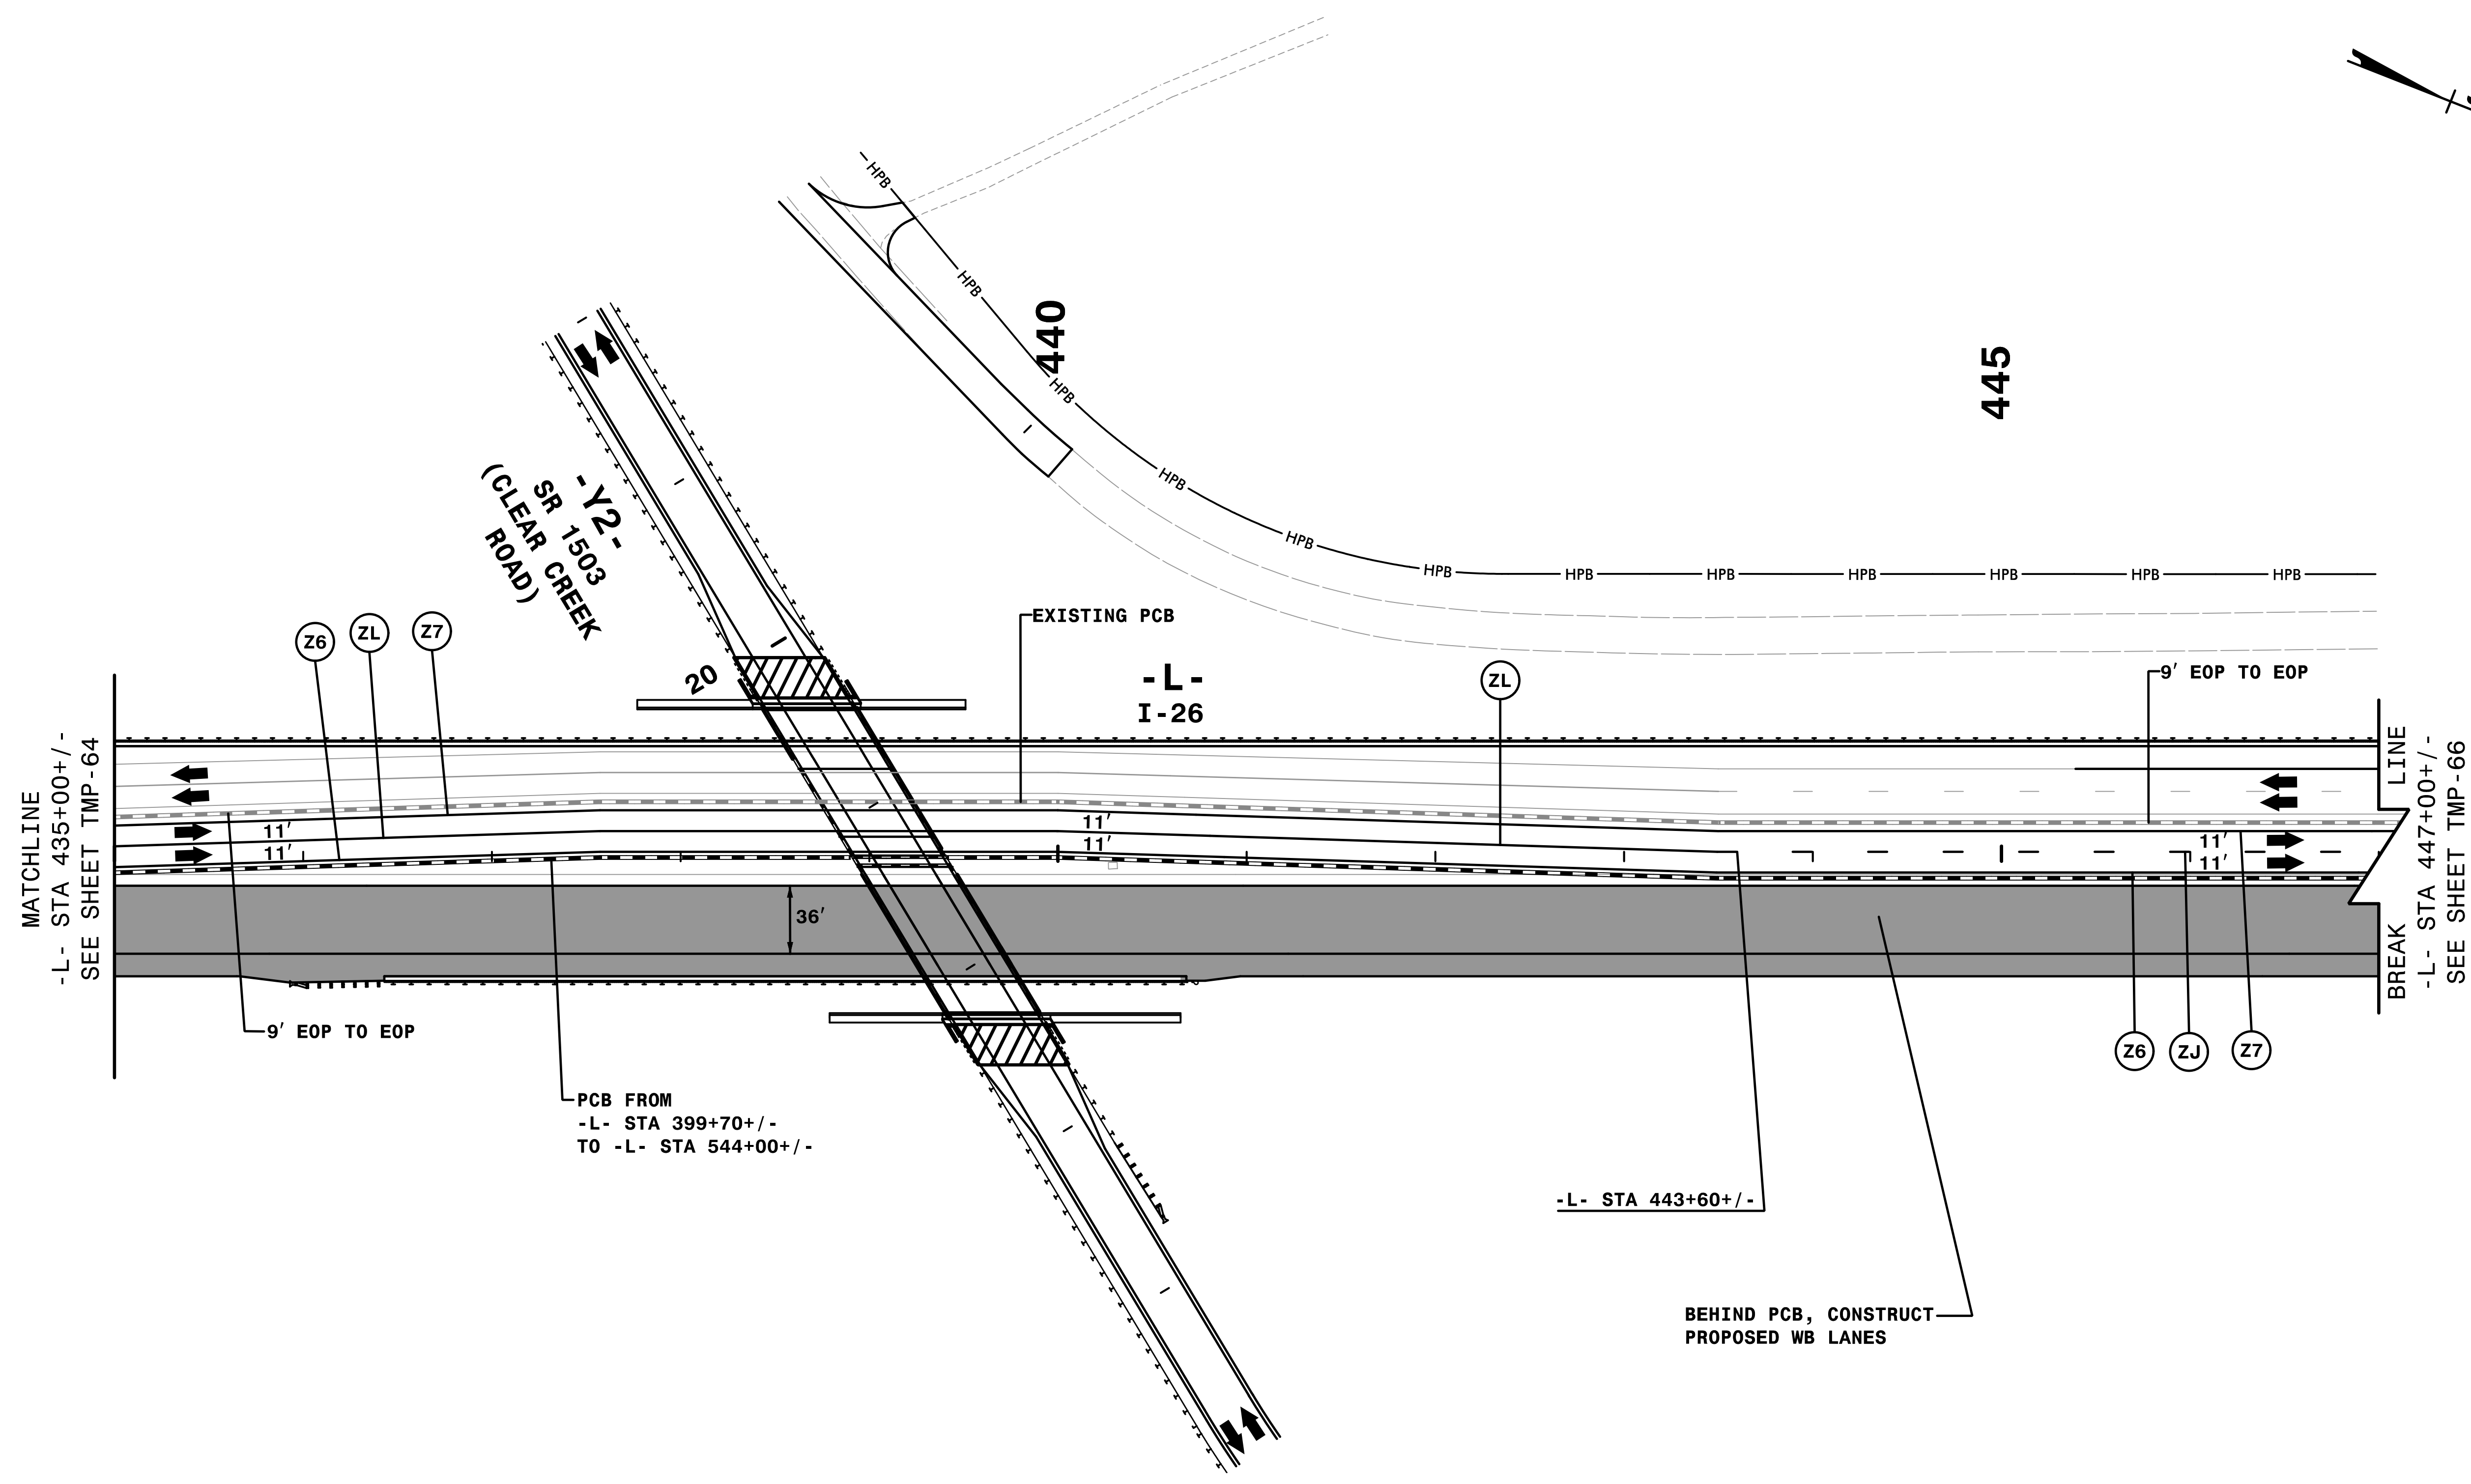 HPB
HPB
440
HPB
445
-Y2-
SR 1503
(CLEAR CREEK
ROAD)
HPB
HPB
HPB
HPB
HPB
HPB
HPB
HPB
HPB
EXISTING PCB
Z6
ZL
Z7
20
-L-
I-26
ZL
9' EOP TO EOP
MATCHLINE
-L- STA 435+00+/-
SEE SHEET TMP-64
11'
11'
11'
11'
11'
11'
36'
BREAK LINE
-L- STA 447+00+/-
SEE SHEET TMP-66
9' EOP TO EOP
Z6
ZJ
Z7
PCB FROM
-L- STA 399+70+/-
TO -L- STA 544+00+/-
-L- STA 443+60+/-
BEHIND PCB, CONSTRUCT
PROPOSED WB LANES